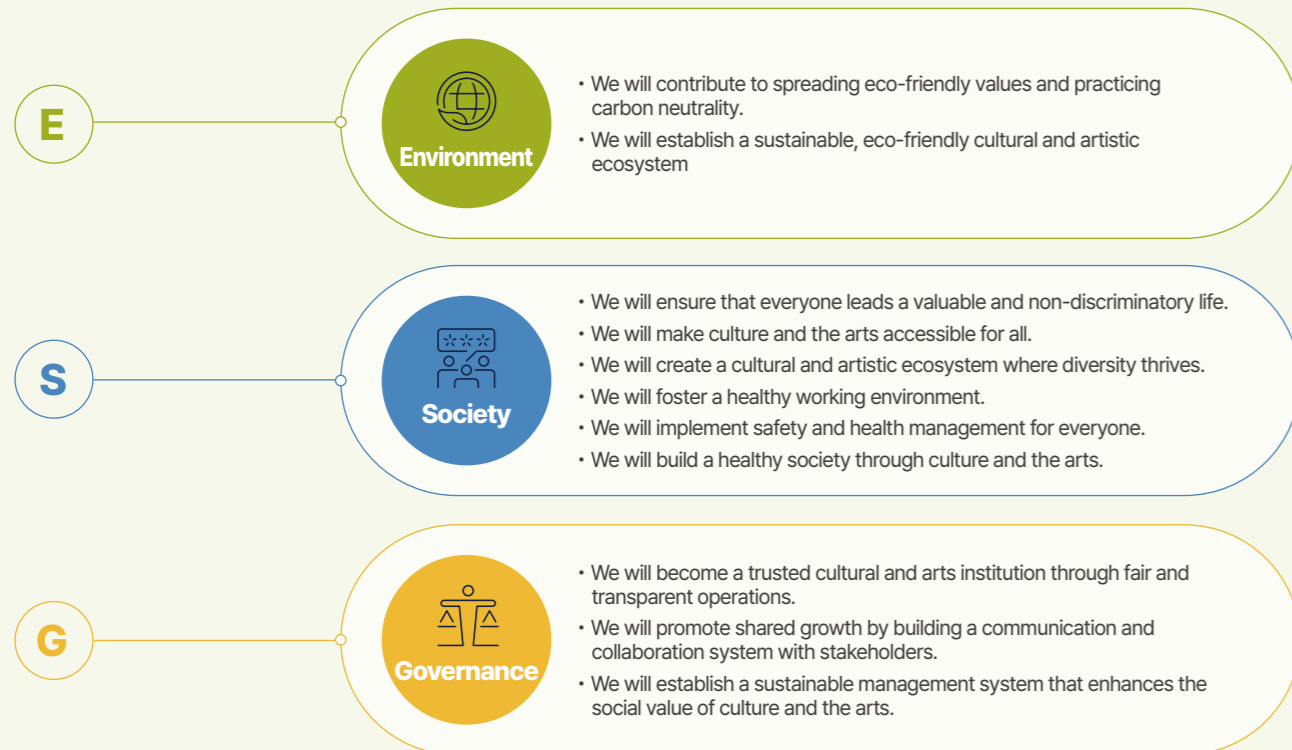 E
Environment
• We will contribute to spreading eco-friendly values and practicing
carbon neutrality.
• We will establish a sustainable, eco-friendly cultural and artistic
ecosystem
S
Society
• We will ensure that everyone leads a valuable and non-discriminatory life.
• We will make culture and the arts accessible for all.
• We will create a cultural and artistic ecosystem where diversity thrives.
• We will foster a healthy working environment.
• We will implement safety and health management for everyone.
• We will build a healthy society through culture and the arts.
G
Governance
• We will become a trusted cultural and arts institution through fair and
transparent operations.
• We will promote shared growth by building a communication and
collaboration system with stakeholders.
• We will establish a sustainable management system that enhances the
social value of culture and the arts.